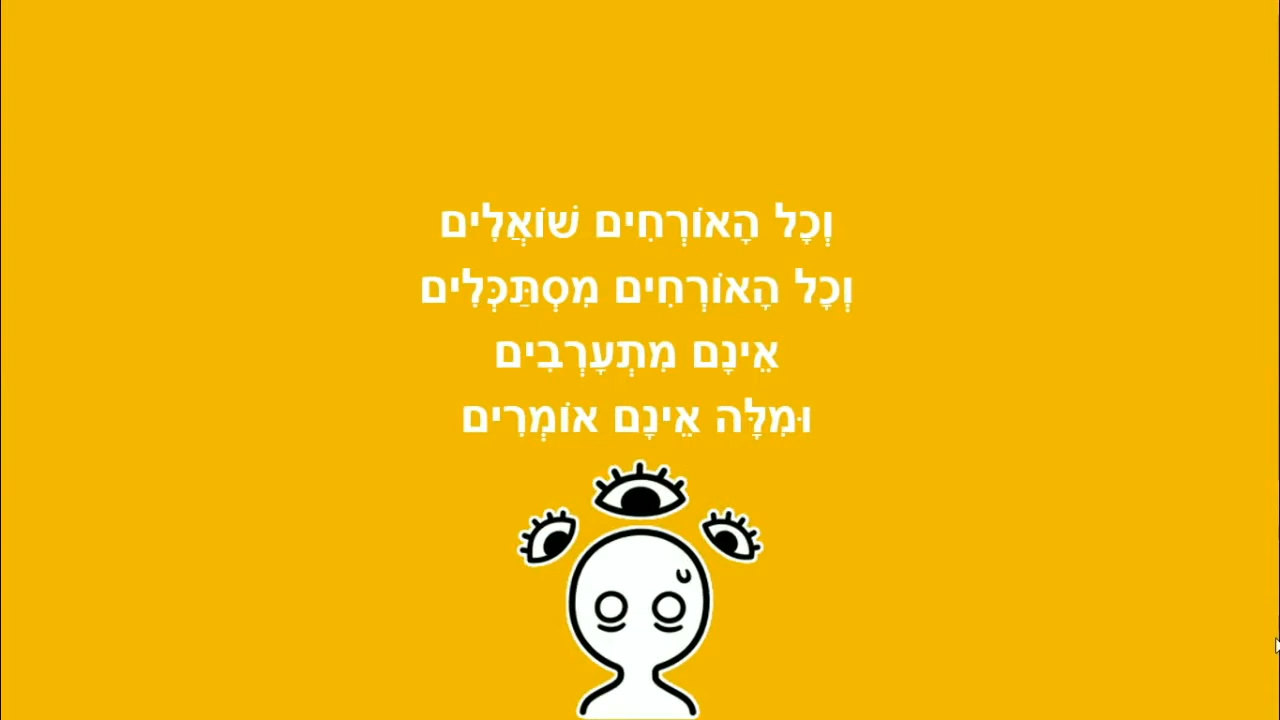 וְכָל הָאוֹרְחִים שׁוֹאֲלִים
וְכָל הָאוֹרְחִים מִסְתַּכְּלִים
אֵינָם מִתְעָרְבִים
וּמִלָּה אֵינָם אוֹמְרִים